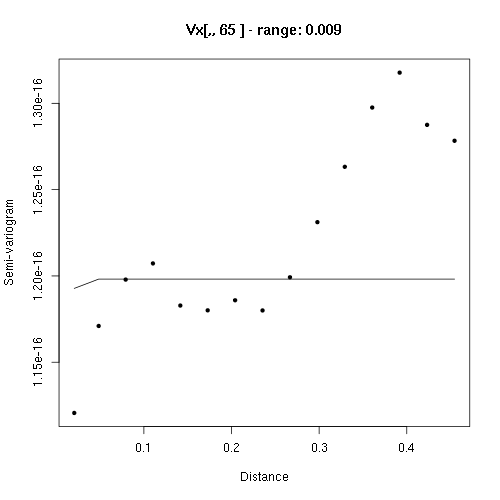 Vx[,, 65 ] - range: 0.009
1.30e-16
1.25e-16
1.20e-16
1.15e-16
Semi-variogram
0.1 0.2 0.3 0.4
Distance